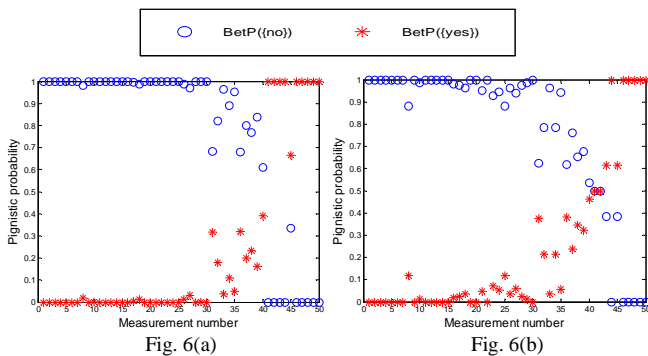 BetP({no}) BetP({yes})
1
0.9
0.8
0.7
0.6
0.5
0.4
0.3
0.2
0.1
0
Pignistic probability
0 5 10 15 20 25 30 35 40 45 50
Measurement number
Fig. 6(a)
1
0.9
0.8
0.7
0.6
0.5
0.4
0.3
0.2
0.1
0
Pignistic probability
0 5 10 15 20 25 30 35 40 45 50
Measurement number
Fig. 6(b)